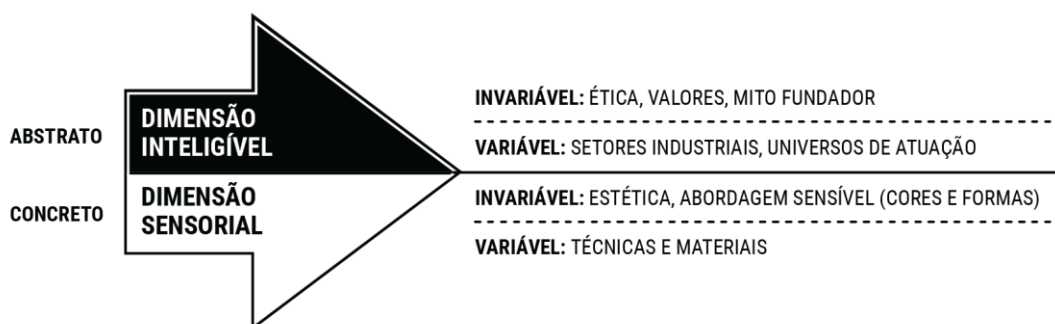 ABSTRATO
DIMENSÃO
INTELIGÍVEL
INVARIÁVEL: ÉTICA, VALORES, MITO FUNDADOR
VARIÁVEL: SETORES INDUSTRIAIS, UNIVERSOS DE ATUAÇÃO
CONCRETO
DIMENSÃO
SENSORIAL
INVARIÁVEL: ESTÉTICA, ABORDAGEM SENSÍVEL (CORES E FORMAS)
VARIÁVEL: TÉCNICAS E MATERIAIS